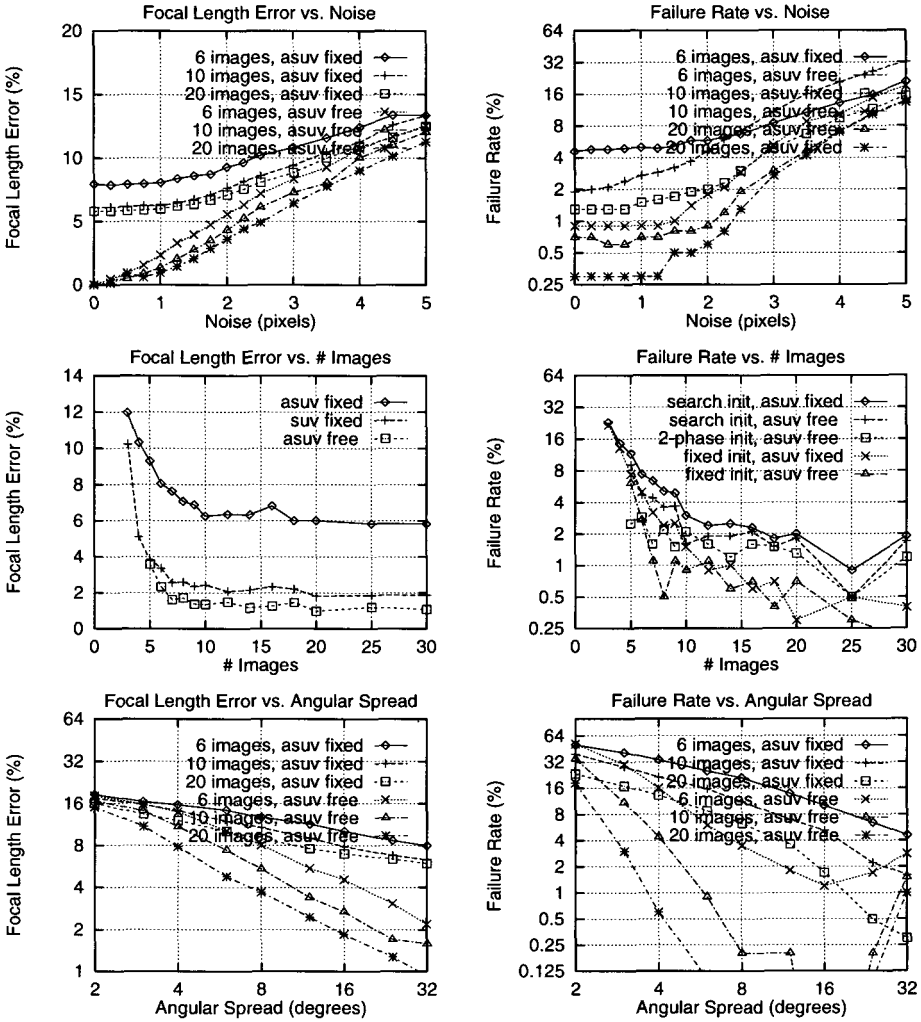 Focal Length Error vs. Noise
Focal Length Error (%)
20
15
10
5
0
6 images, asuv fixed
10 images, asuv fixed
20 images, asuv fixed
6 images, asuv free
10 images, asuv free
20 images, asuv free
0 1 2 3 4 5
Noise (pixels)
Failure Rate vs. Noise
Failure Rate (%)
64
32
16
8
4
2
1
0.5
0.25
6 images, asuv fixed
6 images, asuv free
10 images, asuv fixed
10 images, asuv free
20 images, asuv free
20 images, asuv fixed
0 1 2 3 4 5
Noise (pixels)
Focal Length Error vs. # Images
Focal Length Error (%)
14
12
10
8
6
4
2
0
asuv fixed
suv fixed
asuv free
0 5 10 15 20 25 30
# Images
Failure Rate vs. # Images
Failure Rate (%)
64
32
16
8
4
2
1
0.5
0.25
search init, asuv fixed
search init, asuv free
2-phase init, asuv free
fixed init, asuv fixed
fixed init, asuv free
0 5 10 15 20 25 30
# Images
Focal Length Error vs. Angular Spread
Focal Length Error (%)
64
32
16
8
4
2
1
6 images, asuv fixed
10 images, asuv fixed
20 images, asuv fixed
6 images, asuv free
10 images, asuv free
20 images, asuv free
2 4 8 16 32
Angular Spread (degrees)
Failure Rate vs. Angular Spread
Failure Rate (%)
64
32
16
8
4
2
1
0.5
0.25
0.125
6 images, asuv fixed
10 images, asuv fixed
20 images, asuv fixed
6 images, asuv free
10 images, asuv free
20 images, asuv free
2 4 8 16 32
Angular Spread (degrees)